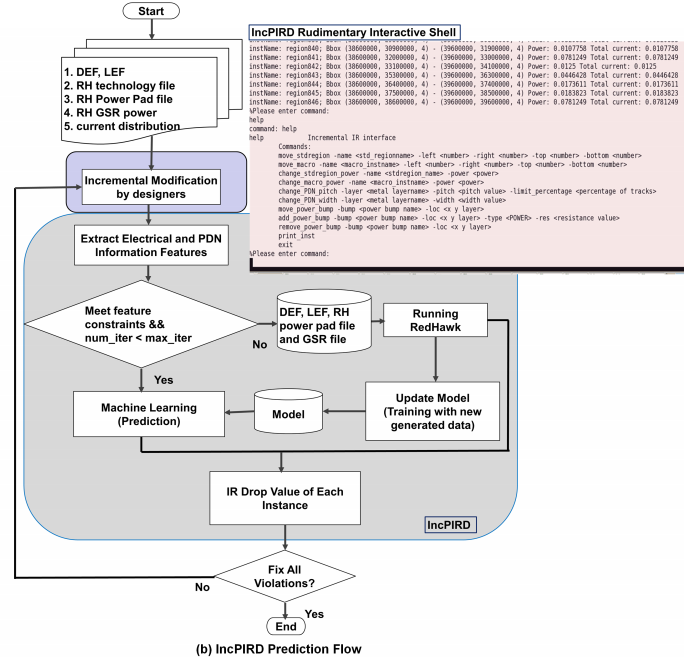 Start
IncPIRD Rudimentary Interactive Shell
instName: region840; Bbox (38600000, 30900000, 4) - (39600000, 31900000, 4) Power: 0.0107758 Total current: 0.0107758
instName: region841; Bbox (38600000, 32000000, 4) - (39600000, 33000000, 4) Power: 0.0781249 Total current: 0.0781249
instName: region842; Bbox (38600000, 33100000, 4) - (39600000, 34100000, 4) Power: 0.0125 Total current: 0.0125
instName: region843; Bbox (38600000, 35300000, 4) - (39600000, 36300000, 4) Power: 0.0446428 Total current: 0.0446428
instName: region844; Bbox (38600000, 36400000, 4) - (39600000, 37400000, 4) Power: 0.0173611 Total current: 0.0173611
instName: region845; Bbox (38600000, 37500000, 4) - (39600000, 38500000, 4) Power: 0.0183823 Total current: 0.0183823
instName: region846; Bbox (38600000, 38600000, 4) - (39600000, 39600000, 4) Power: 0.0781249 Total current: 0.0781249
%Please enter command:
help
command: help
help Incremental IR interface
Commands:
move_stdregion -name <std_regionname> -left <number> -right <number> -top <number> -bottom <number>
move_macro -name <macro_instname> -left <number> -right <number> -top <number> -bottom <number>
change_stdregion_power -name <stdregion_name> -power <power>
change_macro_power -name <macro_instname> -power <power>
change_PDN_pitch -layer <metal layername> -pitch <pitch value> -limit_percentage <percentage of tracks>
change_PDN_width -layer <metal layername> -width <width value>
move_power_bump -bump <power bump name> -loc <x y layer>
add_power_bump -bump <power bump name> -loc <x y layer> -type <POWER> -res <resistance value>
remove_power_bump -bump <power bump name> -loc <x y layer>
print_inst
exit
%Please enter command:
1. DEF, LEF
2. RH technology file
3. RH Power Pad file
4. RH GSR power
5. current distribution
Incremental Modification
by designers
Extract Electrical and PDN
Information Features
Meet feature
constraints &&
num_iter < max_iter
No
DEF, LEF, RH
power pad file
and GSR file
Running
RedHawk
Yes
Machine Learning
(Prediction)
Model
Update Model
(Training with new
generated data)
IR Drop Value of Each
Instance
IncPIRD
Fix All
Violations?
No
Yes
End
(b) IncPIRD Prediction Flow